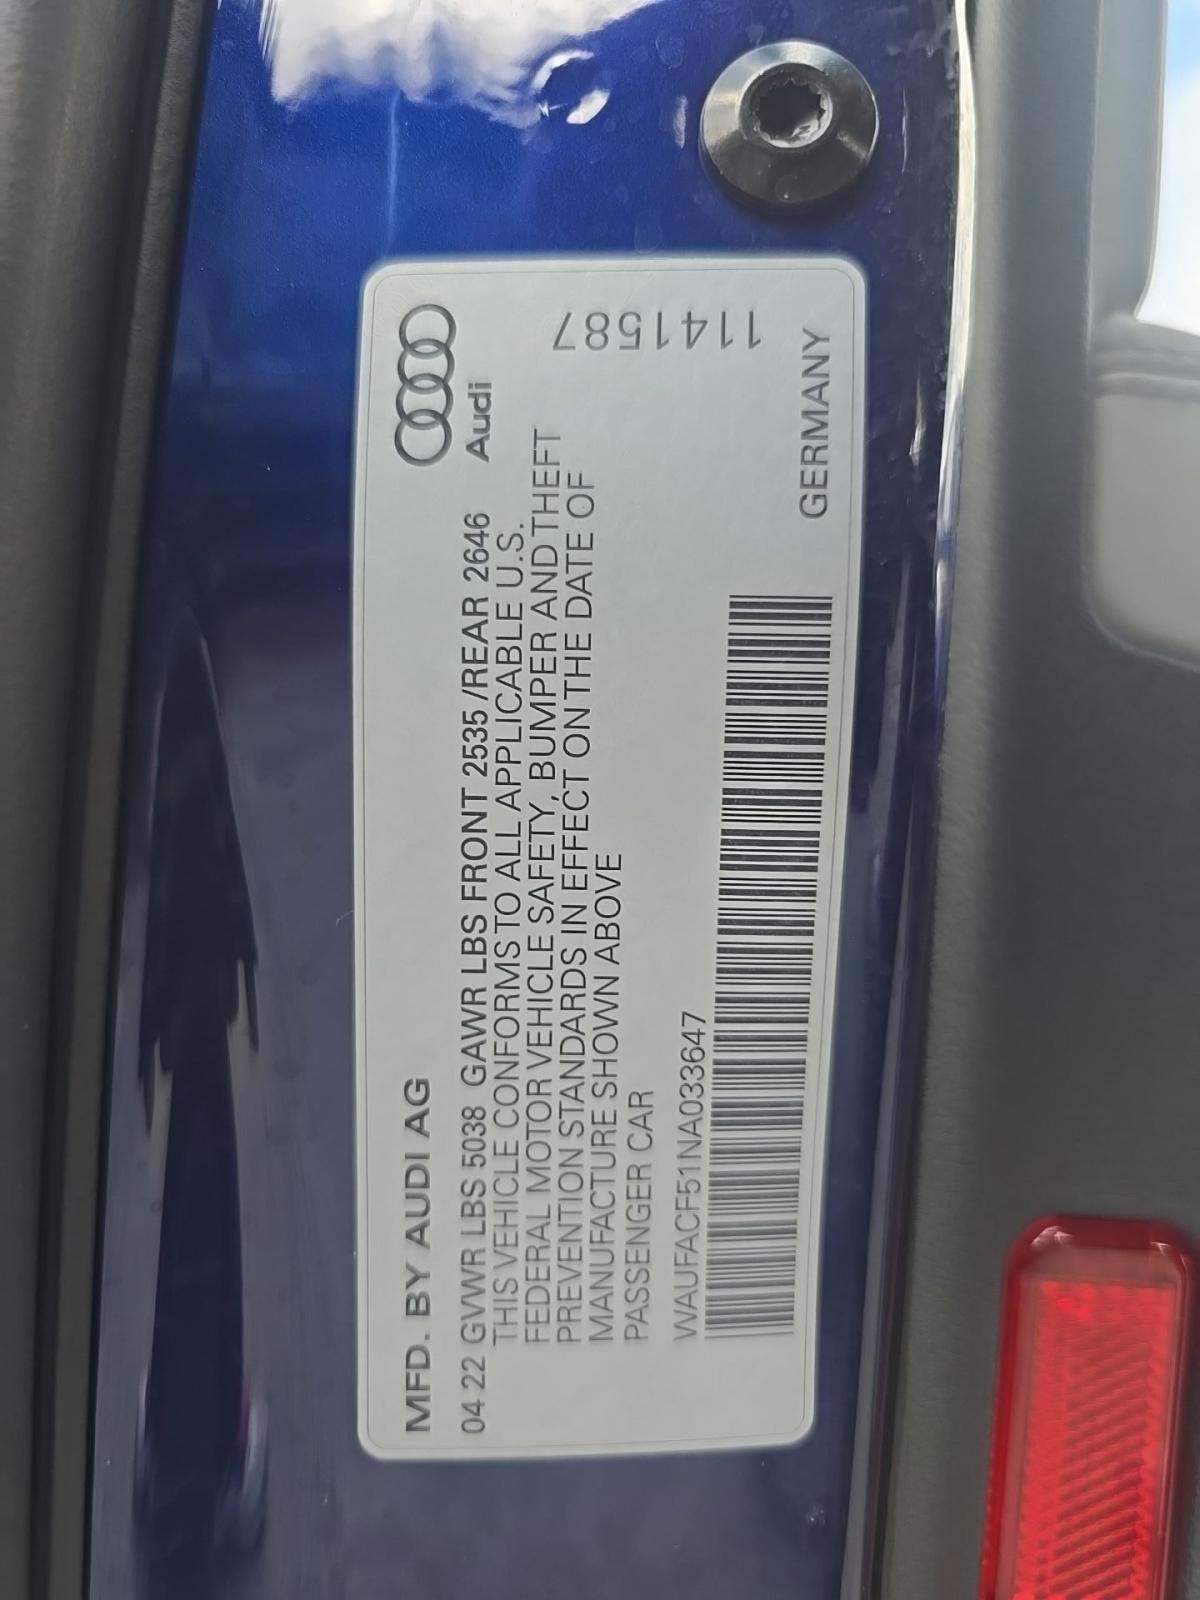 MFD. BY AUDI AG
04 22 GVWR LBS 5038 GAWR LBS FRONT 2535 /REAR 2646
THIS VEHICLE CONFORMS TO ALL APPLICABLE U.S.
FEDERAL MOTOR VEHICLE SAFETY, BUMPER AND THEFT
PREVENTION STANDARDS IN EFFECT ON THE DATE OF
MANUFACTURE SHOWN ABOVE
PASSENGER CAR
WAUFACF51NA033647
Audi
1141587
GERMANY